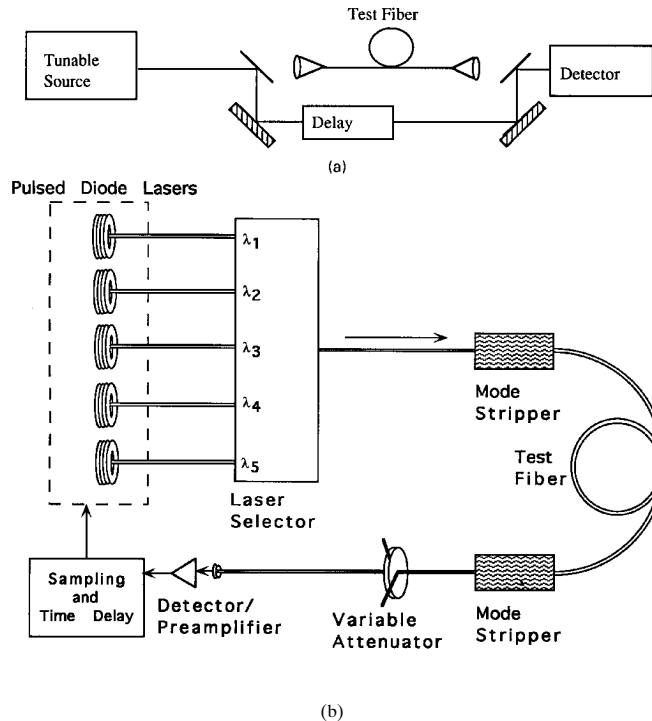 Test Fiber
Tunable
Source
Delay
Detector
(a)
Pulsed Diode Lasers
λ1
λ2
λ3
λ4
λ5
Laser
Selector
Mode
Stripper
Test
Fiber
Sampling
and
Time Delay
Detector/
Preamplifier
Variable
Attenuator
Mode
Stripper
(b)